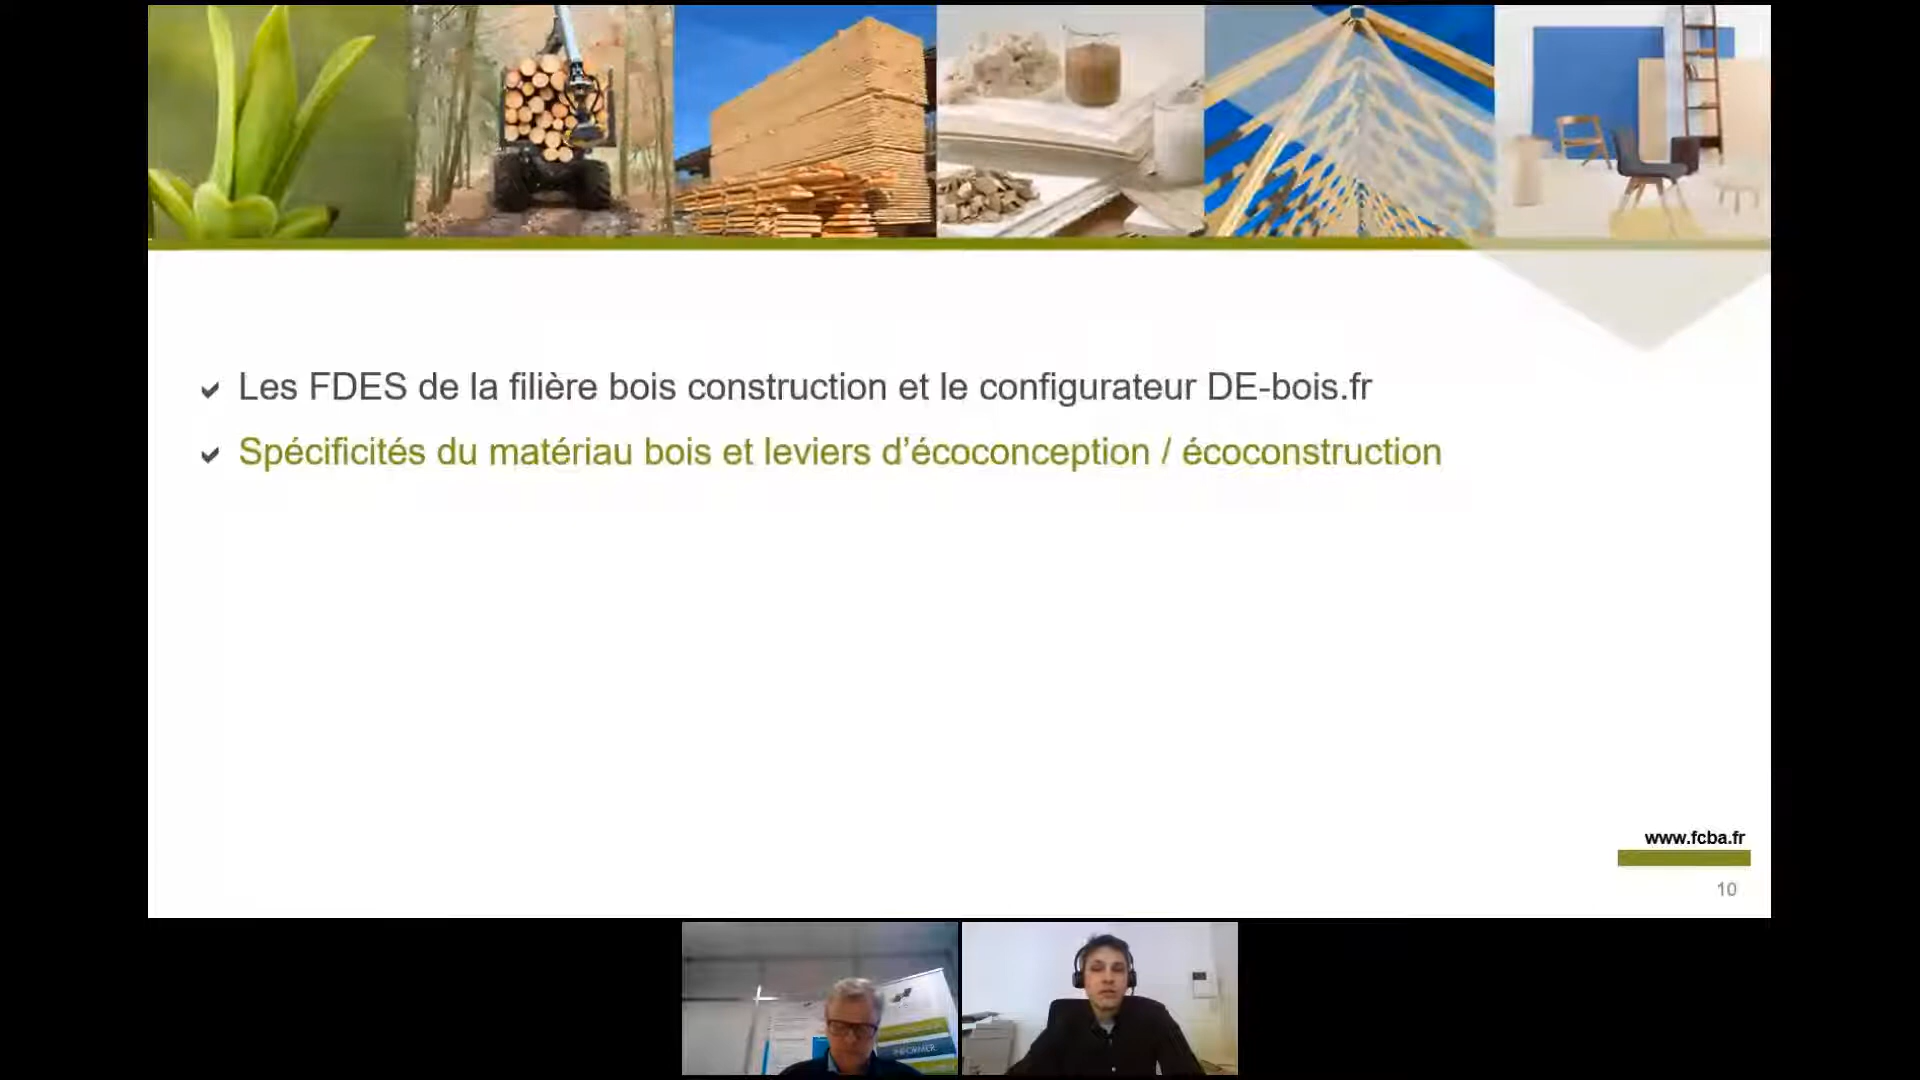 Les FDES de la filière bois construction et le configurateur DE-bois.fr
Spécificités du matériau bois et leviers d’écoconception / écoconstruction
www.fcba.fr
10
INFORMER